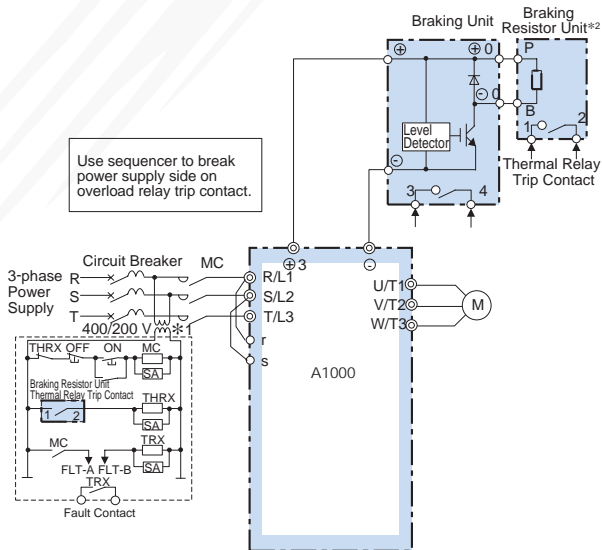 Braking Unit
Braking
Resistor Unit*2
⊕
⊕ 0
P
⊖ 0
B
Level
Detector
1
2
⊖
Thermal Relay
Trip Contact
3
4
Use sequencer to break
power supply side on
overload relay trip contact.
⊕ 3
⊖
Circuit Breaker
MC
3-phase
Power
Supply
R
S
T
R/L1
S/L2
T/L3
400/200 V *1
r
s
U/T1
V/T2
W/T3
M
A1000
THRX OFF ON MC
SA
Braking Resistor Unit
Thermal Relay Trip Contact
1 2
THRX
SA
MC
TRX
SA
FLT-A FLT-B
TRX
Fault Contact